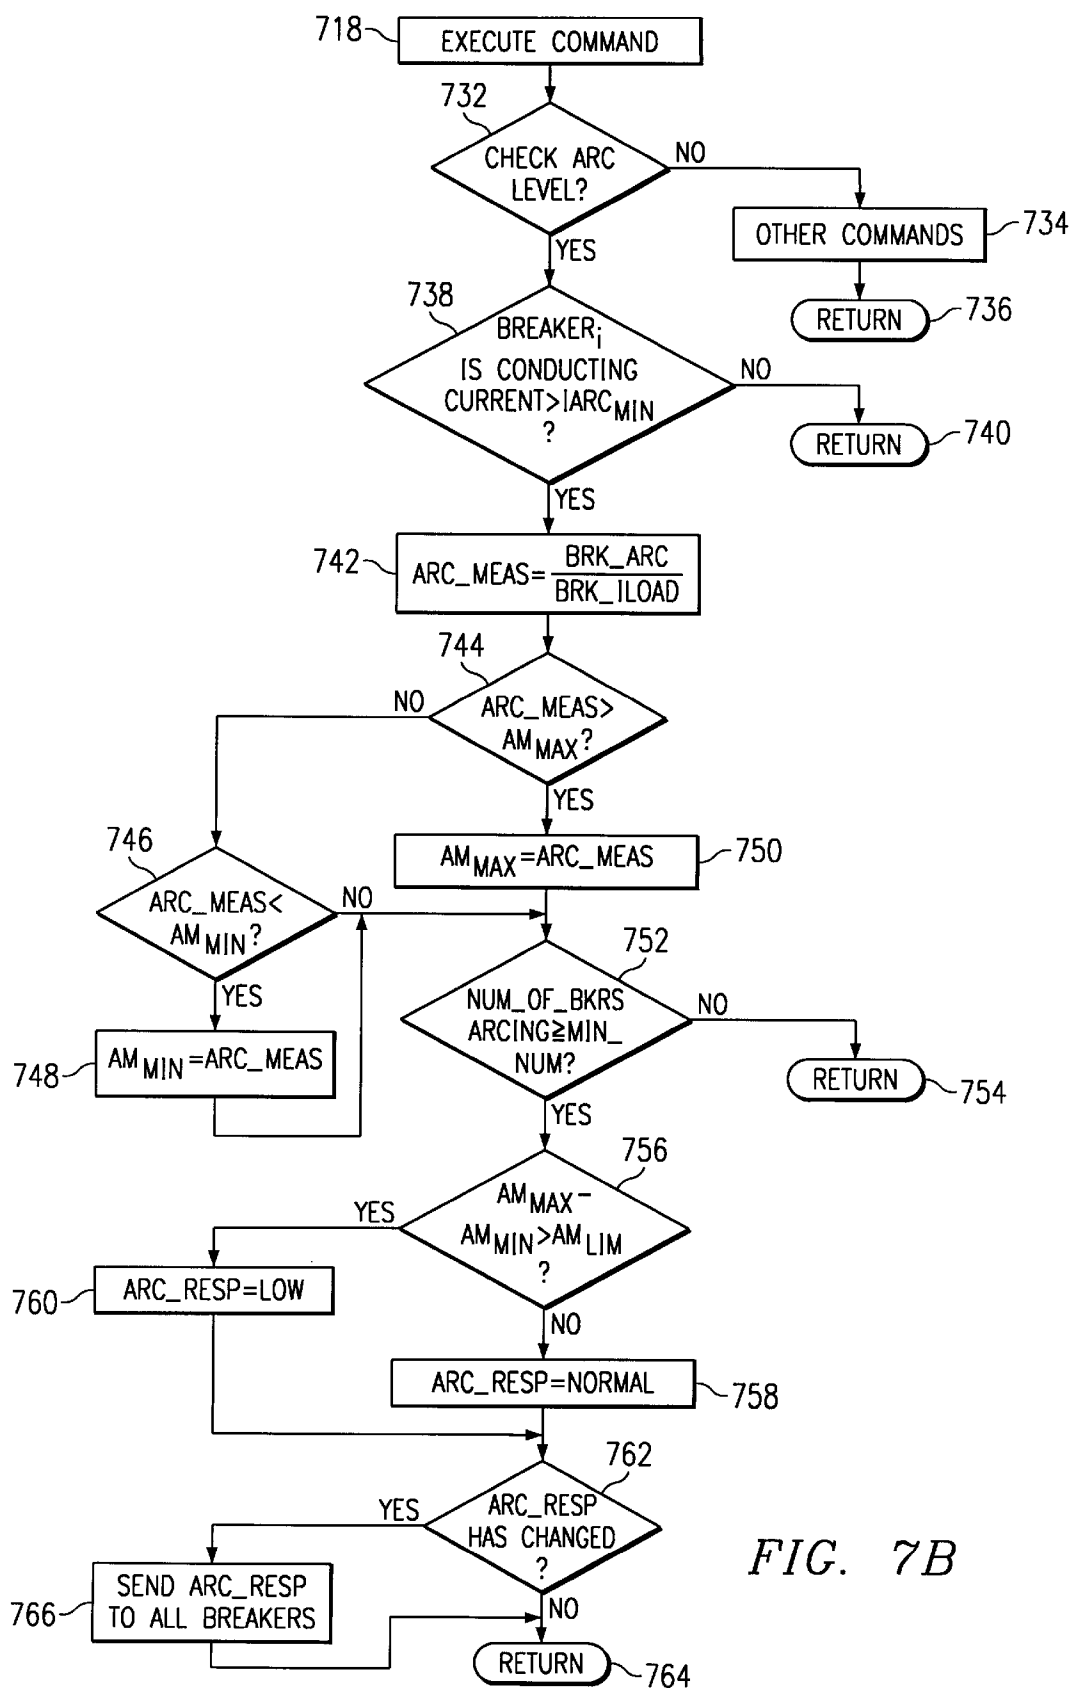 718
EXECUTE COMMAND
732
CHECK ARC
LEVEL?
NO
YES
OTHER COMMANDS
734
RETURN
736
738
BREAKERi
IS CONDUCTING
CURRENT>IARCMIN
?
NO
RETURN
740
YES
742
ARC_MEAS=BRK_ARC
BRK_ILOAD
744
ARC_MEAS>
AMMAX?
NO
YES
746
ARC_MEAS<
AMMIN?
NO
AMMAX=ARC_MEAS
750
YES
748
AMMIN=ARC_MEAS
752
NUM_OF_BKRS
ARCING≧MIN_
NUM?
NO
RETURN
754
YES
756
AMMAX-
AMMIN>AMLIM
?
YES
760
ARC_RESP=LOW
NO
ARC_RESP=NORMAL
758
762
ARC_RESP
HAS CHANGED
?
YES
766
SEND ARC_RESP
TO ALL BREAKERS
NO
RETURN
764
FIG. 7B